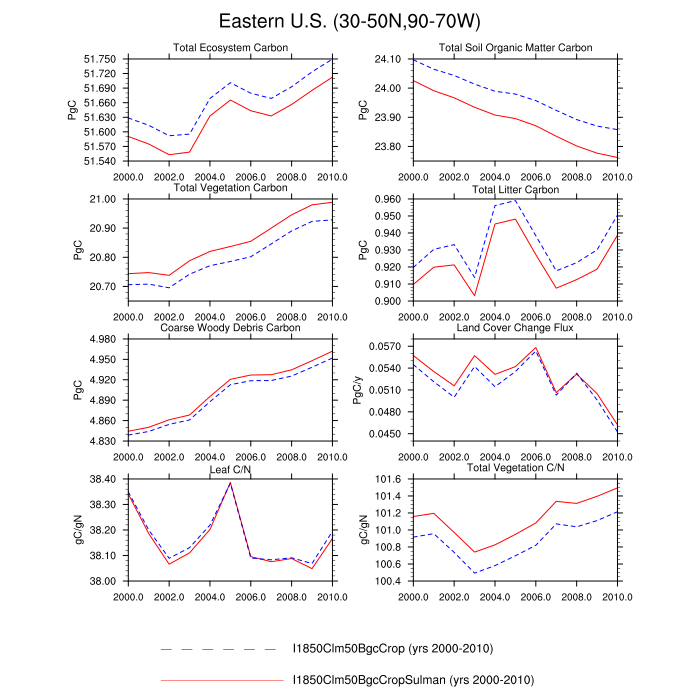 Eastern U.S. (30-50N,90-70W)
Total Ecosystem Carbon
PgC
51.750
51.720
51.690
51.660
51.630
51.600
51.570
51.540
2000.0 2002.0 2004.0 2006.0 2008.0 2010.0
Total Soil Organic Matter Carbon
PgC
24.10
24.00
23.90
23.80
2000.0 2002.0 2004.0 2006.0 2008.0 2010.0
Total Vegetation Carbon
PgC
21.00
20.90
20.80
20.70
2000.0 2002.0 2004.0 2006.0 2008.0 2010.0
Total Litter Carbon
PgC
0.960
0.950
0.940
0.930
0.920
0.910
0.900
2000.0 2002.0 2004.0 2006.0 2008.0 2010.0
Coarse Woody Debris Carbon
PgC
4.980
4.950
4.920
4.890
4.860
4.830
2000.0 2002.0 2004.0 2006.0 2008.0 2010.0
Land Cover Change Flux
PgC/y
0.0570
0.0540
0.0510
0.0480
0.0450
2000.0 2002.0 2004.0 2006.0 2008.0 2010.0
Leaf C/N
gC/gN
38.40
38.30
38.20
38.10
38.00
2000.0 2002.0 2004.0 2006.0 2008.0 2010.0
Total Vegetation C/N
gC/gN
101.6
101.4
101.2
101.0
100.8
100.6
100.4
2000.0 2002.0 2004.0 2006.0 2008.0 2010.0
I1850Clm50BgcCrop (yrs 2000-2010)
I1850Clm50BgcCropSulman (yrs 2000-2010)